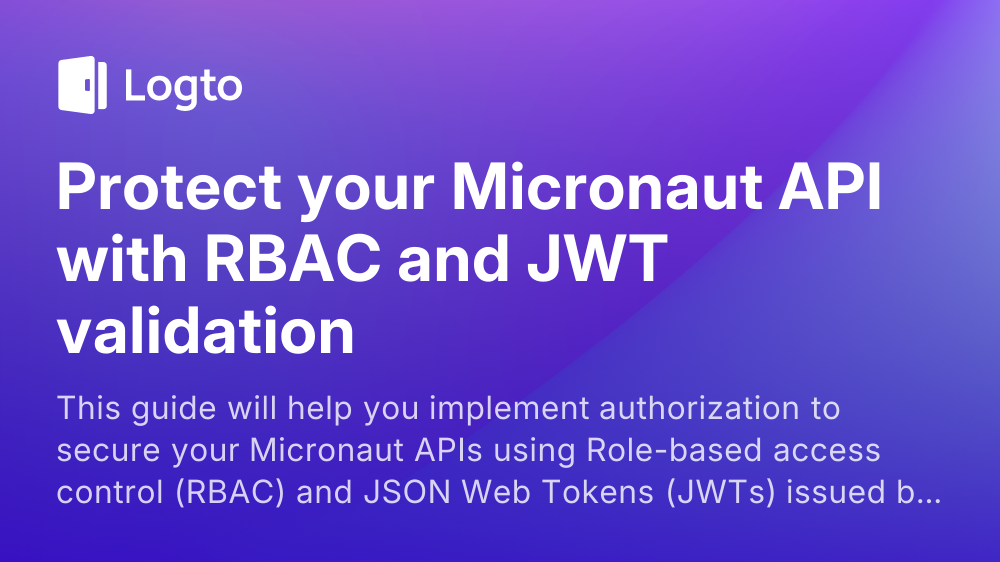 Logto
Protect your Micronaut API
with RBAC and JWT
validation
This guide will help you implement authorization to
secure your Micronaut APIs using Role-based access
control (RBAC) and JSON Web Tokens (JWTs) issued b...